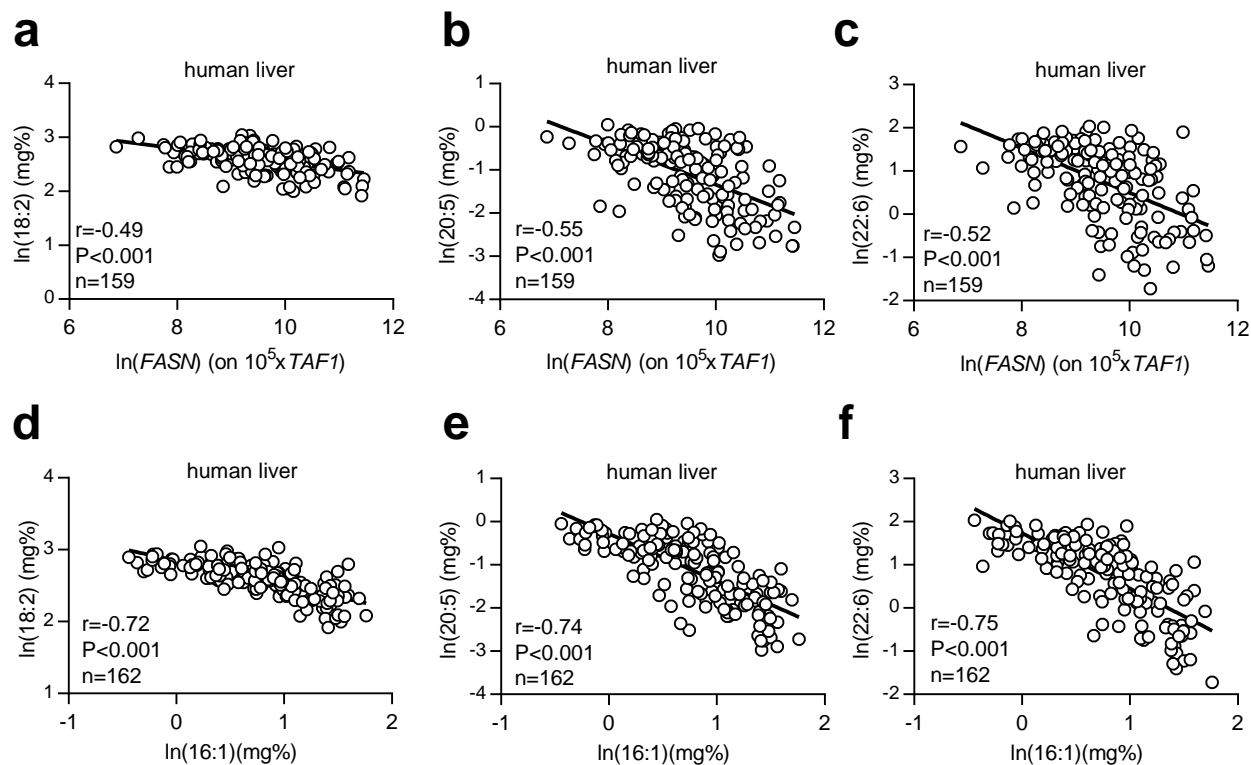 a
human liver
4
3
2
1
0
ln(18:2) (mg%)
r=-0.49
P<0.001
n=159
6 8 10 12
ln(FASN) (on 10⁵x TAF1)
b
human liver
1
0
-1
-2
-3
-4
ln(20:5) (mg%)
r=-0.55
P<0.001
n=159
6 8 10 12
ln(FASN) (on 10⁵x TAF1)
c
human liver
3
2
1
0
-1
-2
ln(22:6) (mg%)
r=-0.52
P<0.001
n=159
6 8 10 12
ln(FASN) (on 10⁵x TAF1)
d
human liver
4
3
2
1
ln(18:2) (mg%)
r=-0.72
P<0.001
n=162
-1 0 1 2
ln(16:1)(mg%)
e
human liver
1
0
-1
-2
-3
-4
ln(20:5) (mg%)
r=-0.74
P<0.001
n=162
-1 0 1 2
ln(16:1)(mg%)
f
human liver
3
2
1
0
-1
-2
ln(22:6) (mg%)
r=-0.75
P<0.001
n=162
-1 0 1 2
ln(16:1)(mg%)